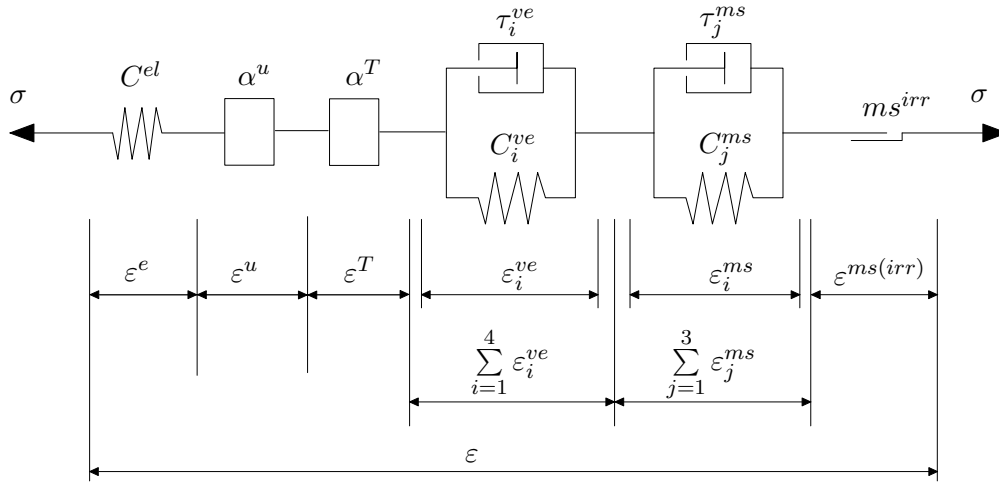 τ_i^{ve} τ_j^{ms}
C^{el} α^u α^T
σ ms^{irr} σ
C_i^{ve} C_j^{ms}
ε^e ε^u ε^T ε_i^{ve} ε_i^{ms} ε^{ms(irr)}
∑_{i=1}^{4} ε_i^{ve} ∑_{j=1}^{3} ε_j^{ms}
ε